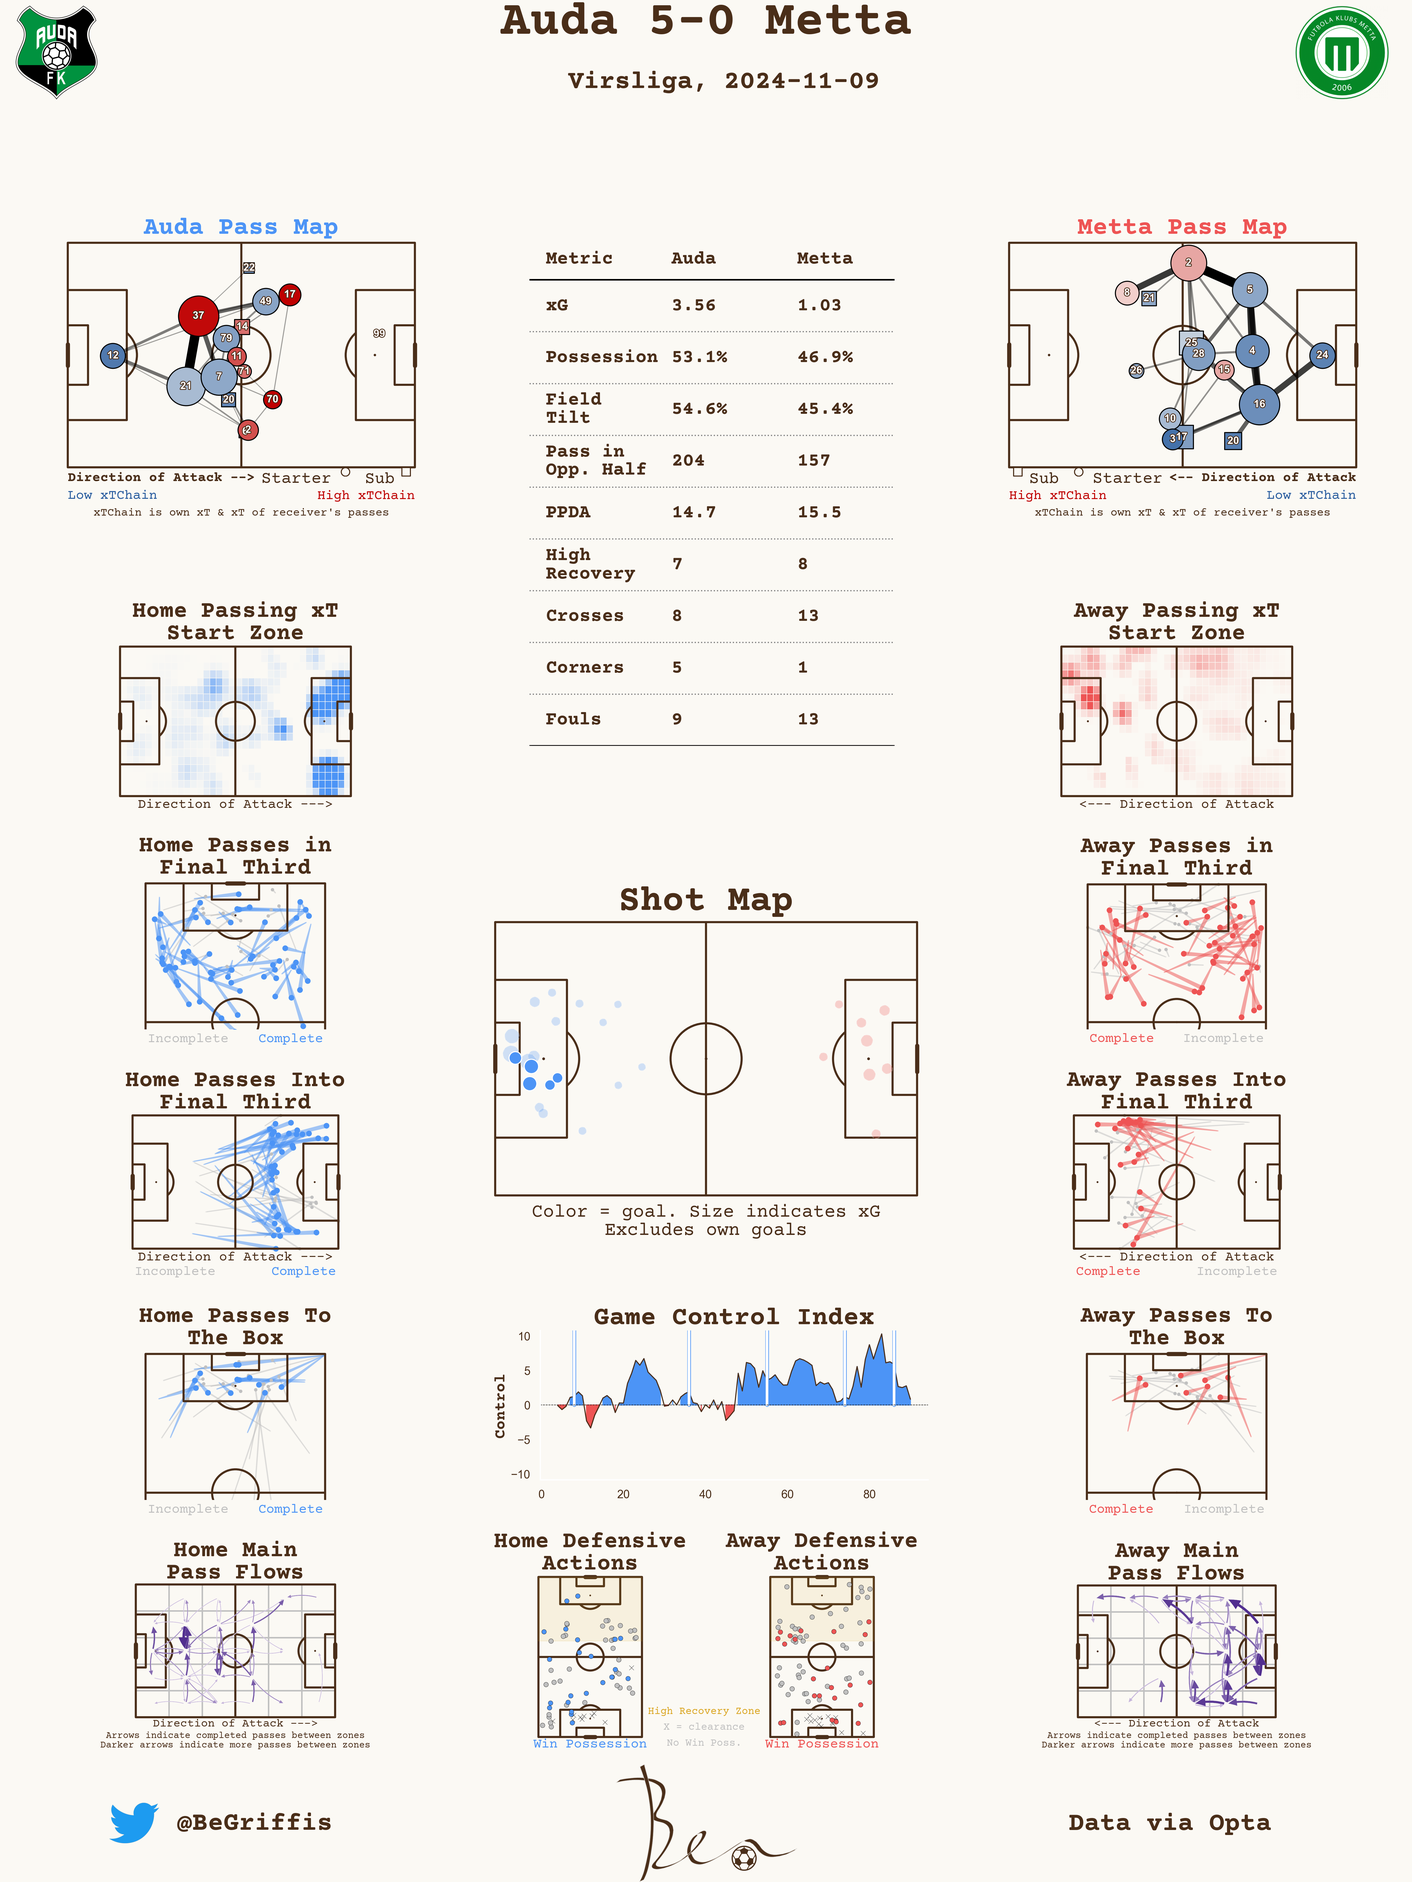 Auda 5-0 Metta
Virsliga, 2024-11-09
AUDA
FK
FUTBOLA KLUBS METTA
2006
Auda Pass Map
22
17
49
37
14
79
99
12
11
71
7
21
20
70
2
Direction of Attack --> Starter Sub
Low xTChain High xTChain
xTChain is own xT & xT of receiver's passes
Metric Auda Metta
xG 3.56 1.03
Possession 53.1% 46.9%
Field
Tilt 54.6% 45.4%
Pass in
Opp. Half 204 157
PPDA 14.7 15.5
High
Recovery 7 8
Crosses 8 13
Corners 5 1
Fouls 9 13
Metta Pass Map
2
8
21
5
25
28
4
24
26
15
16
10
3
17
20
Sub Starter <-- Direction of Attack
High xTChain Low xTChain
xTChain is own xT & xT of receiver's passes
Home Passing xT
Start Zone
Direction of Attack --->
Away Passing xT
Start Zone
<--- Direction of Attack
Home Passes in
Final Third
Incomplete Complete
Away Passes in
Final Third
Complete Incomplete
Shot Map
Color = goal. Size indicates xG
Excludes own goals
Home Passes Into
Final Third
Direction of Attack --->
Incomplete Complete
Away Passes Into
Final Third
<--- Direction of Attack
Complete Incomplete
Home Passes To
The Box
Incomplete Complete
Game Control Index
Control
10
5
0
−5
−10
0 20 40 60 80
Away Passes To
The Box
Complete Incomplete
Home Main
Pass Flows
Direction of Attack --->
Arrows indicate completed passes between zones
Darker arrows indicate more passes between zones
Home Defensive
Actions
Win Possession
Away Defensive
Actions
Win Possession
High Recovery Zone
X = clearance
No Win Poss.
Away Main
Pass Flows
<--- Direction of Attack
Arrows indicate completed passes between zones
Darker arrows indicate more passes between zones
@BeGriffis
Ben
Data via Opta